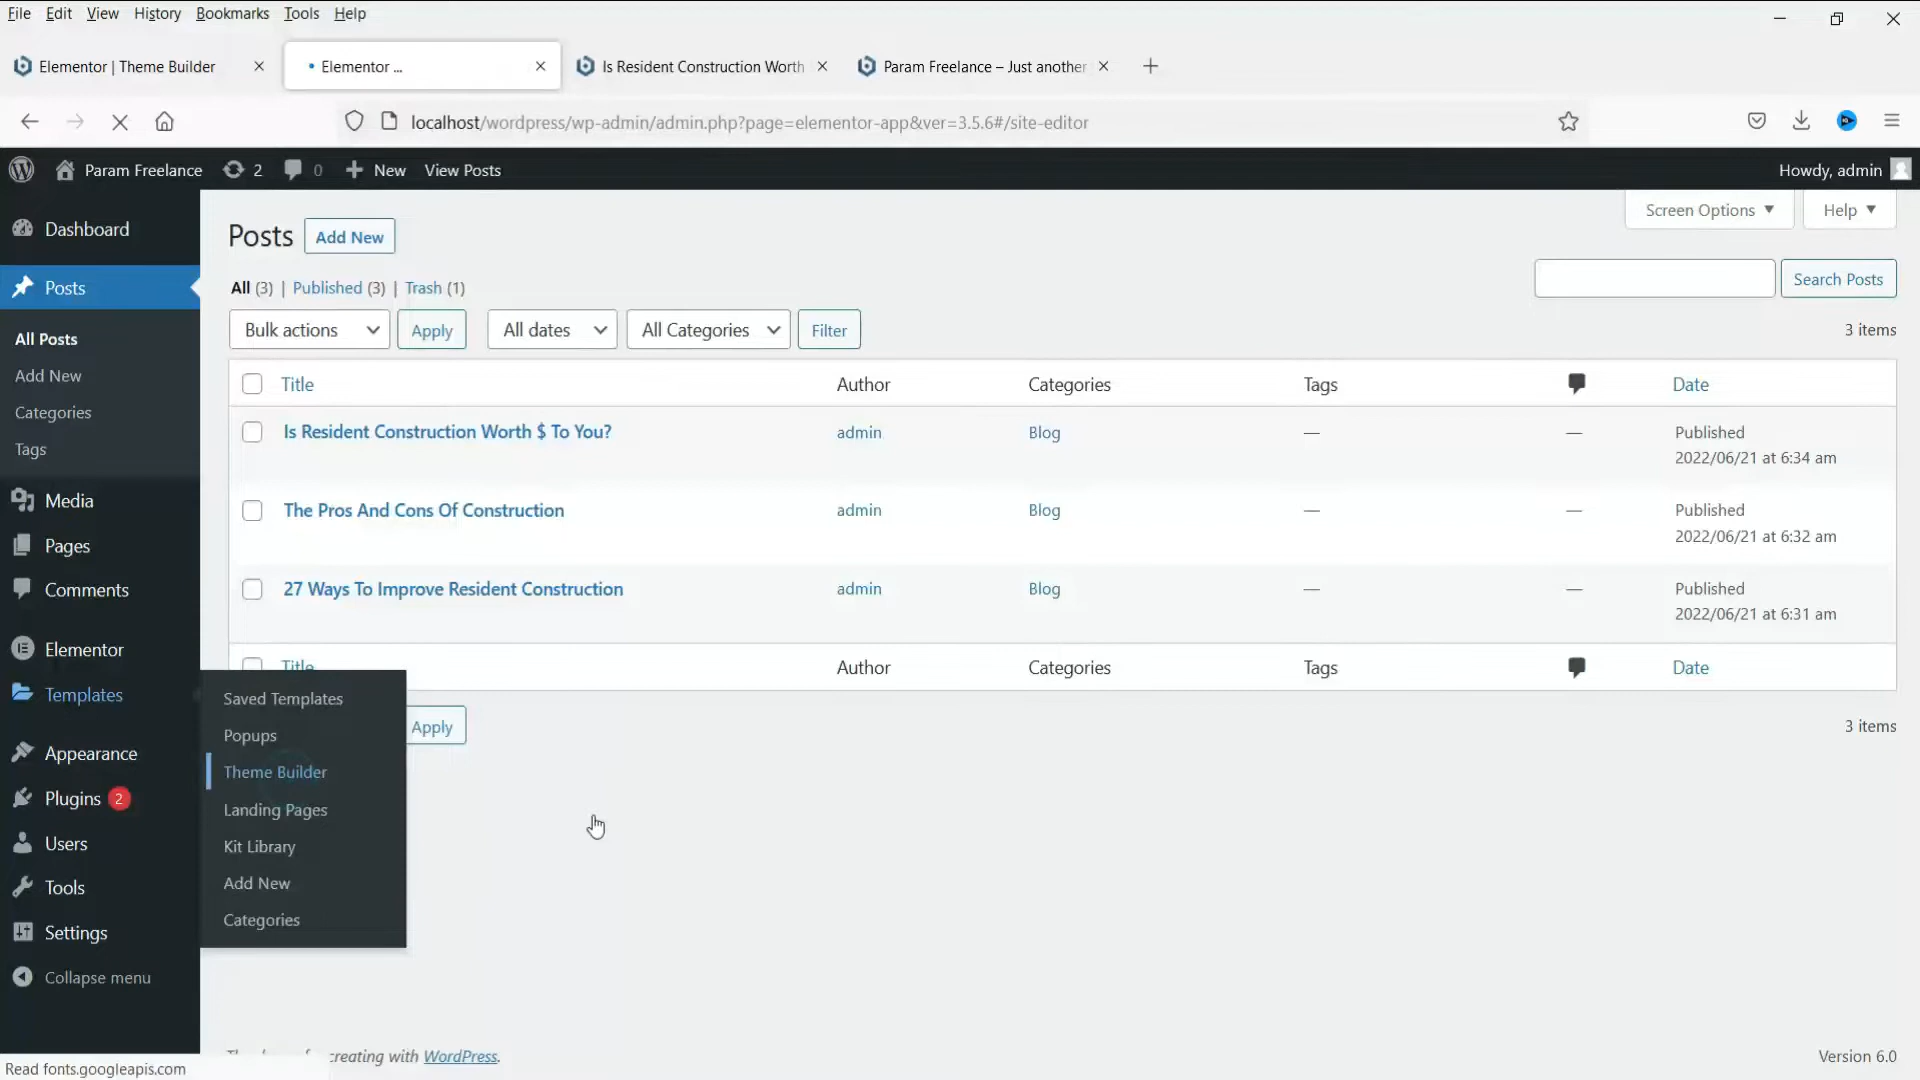 File Edit View History Bookmarks Tools Help
Elementor | Theme Builder
Elementor ...
Is Resident Construction Worth
Param Freelance – Just another
localhost/wordpress/wp-admin/admin.php?page=elementor-app&ver=3.5.6#/site-editor
Param Freelance 2 0 New View Posts Howdy, admin
Dashboard
Posts
All Posts
Add New
Categories
Tags
Media
Pages
Comments
Elementor
Templates
Appearance
Plugins 2
Users
Tools
Settings
Collapse menu
Saved Templates
Popups
Theme Builder
Landing Pages
Kit Library
Add New
Categories
Posts Add New
Screen Options Help
All (3) | Published (3) | Trash (1)
Search Posts
Bulk actions Apply All dates All Categories Filter 3 items
Title Author Categories Tags Date
Is Resident Construction Worth $ To You? admin Blog — — Published
2022/06/21 at 6:34 am
The Pros And Cons Of Construction admin Blog — — Published
2022/06/21 at 6:32 am
27 Ways To Improve Resident Construction admin Blog — — Published
2022/06/21 at 6:31 am
Title Author Categories Tags Date
Apply 3 items
creating with WordPress. Version 6.0
Read fonts.googleapis.com